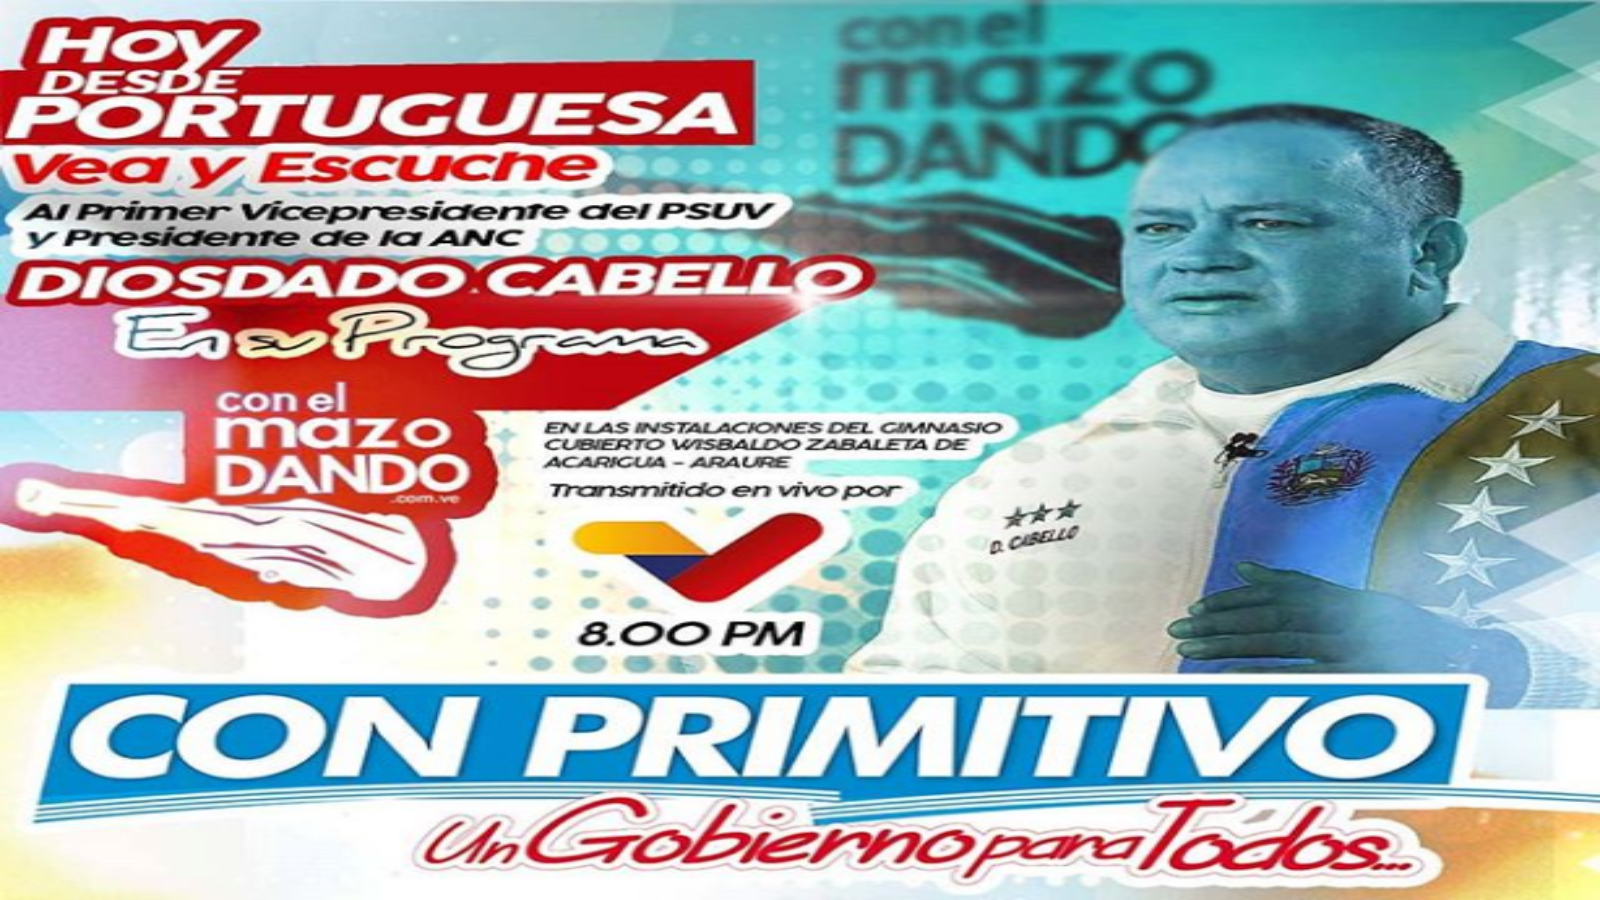 Hoy
DESDE
PORTUGUESA
Vea y Escuche
Al Primer Vicepresidente del PSUV
y Presidente de la ANC
DIOSDADO CABELLO
En su Programa
con el
mazo
DANDO
.com.ve
EN LAS INSTALACIONES DEL GIMNASIO
CUBIERTO WISBALDO ZABALETA DE
ACARIGUA - ARAURE
Transmitido en vivo por
8.00 PM
con el
mazo
DANDO
D. CABELLO
CON PRIMITIVO
Un Gobierno para Todos...